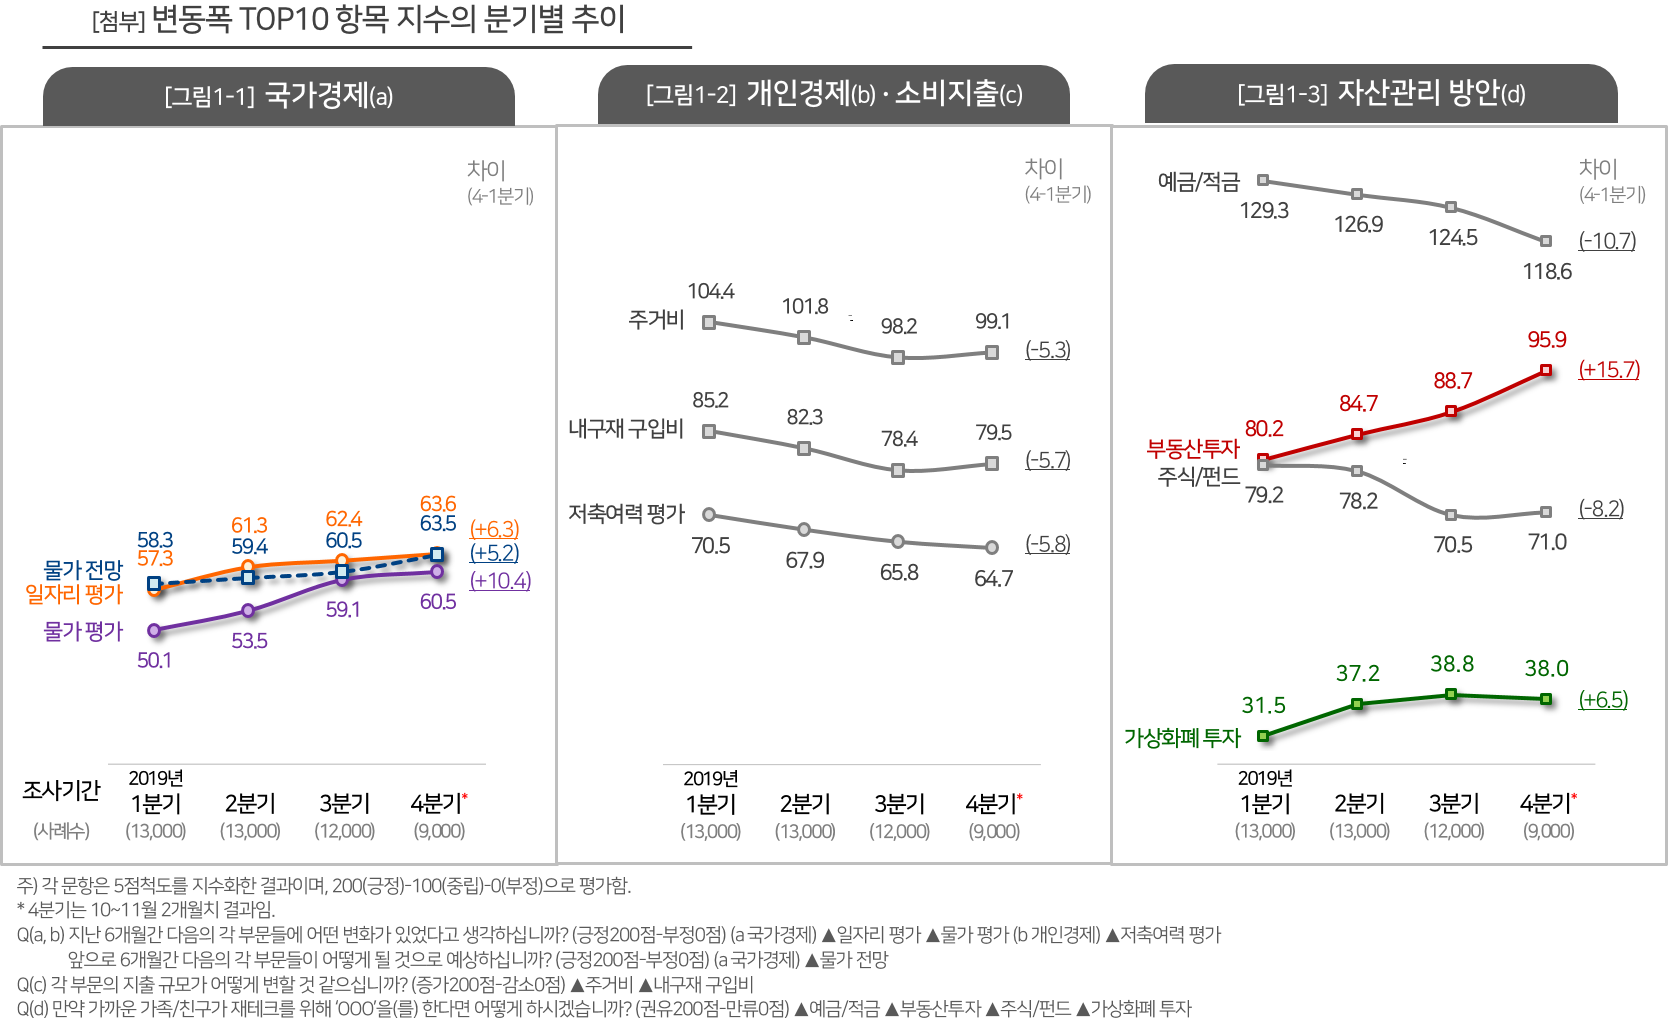 [첨부] 변동폭 TOP10 항목 지수의 분기별 추이
[그림1-1] 국가경제(a)
차이
(4-1분기)
63.6
63.5
61.3
59.4
62.4
60.5
58.3
57.3
(+6.3)
(+5.2)
(+10.4)
물가 전망
일자리 평가
물가 평가
50.1
53.5
59.1
60.5
조사기간
2019년
1분기 2분기 3분기 4분기*
(사례수) (13,000) (13,000) (12,000) (9,000)
[그림1-2] 개인경제(b) · 소비지출(c)
차이
(4-1분기)
주거비
104.4 101.8 98.2 99.1
(-5.3)
내구재 구입비
85.2 82.3 78.4 79.5
(-5.7)
저축여력 평가
70.5 67.9 65.8 64.7
(-5.8)
2019년
1분기 2분기 3분기 4분기*
(13,000) (13,000) (12,000) (9,000)
[그림1-3] 자산관리 방안(d)
차이
(4-1분기)
예금/적금
129.3 126.9 124.5 118.6
(-10.7)
부동산투자
80.2 84.7 88.7 95.9
(+15.7)
주식/펀드
79.2 78.2 70.5 71.0
(-8.2)
가상화폐 투자
31.5 37.2 38.8 38.0
(+6.5)
2019년
1분기 2분기 3분기 4분기*
(13,000) (13,000) (12,000) (9,000)
주) 각 문항은 5점척도를 지수화한 결과이며, 200(긍정)-100(중립)-0(부정)으로 평가함.
* 4분기는 10~11월 2개월치 결과임.
Q(a, b) 지난 6개월간 다음의 각 부문들에 어떤 변화가 있었다고 생각하십니까? (긍정200점-부정0점) (a 국가경제) ▲일자리 평가 ▲물가 평가 (b 개인경제) ▲저축여력 평가
앞으로 6개월간 다음의 각 부문들이 어떻게 될 것으로 예상하십니까? (긍정200점-부정0점) (a 국가경제) ▲물가 전망
Q(c) 각 부문의 지출 규모가 어떻게 변할 것 같으십니까? (증가200점-감소0점) ▲주거비 ▲내구재 구입비
Q(d) 만약 가까운 가족/친구가 재테크를 위해 ‘OOO’을(를) 한다면 어떻게 하시겠습니까? (권유200점-만류0점) ▲예금/적금 ▲부동산투자 ▲주식/펀드 ▲가상화폐 투자